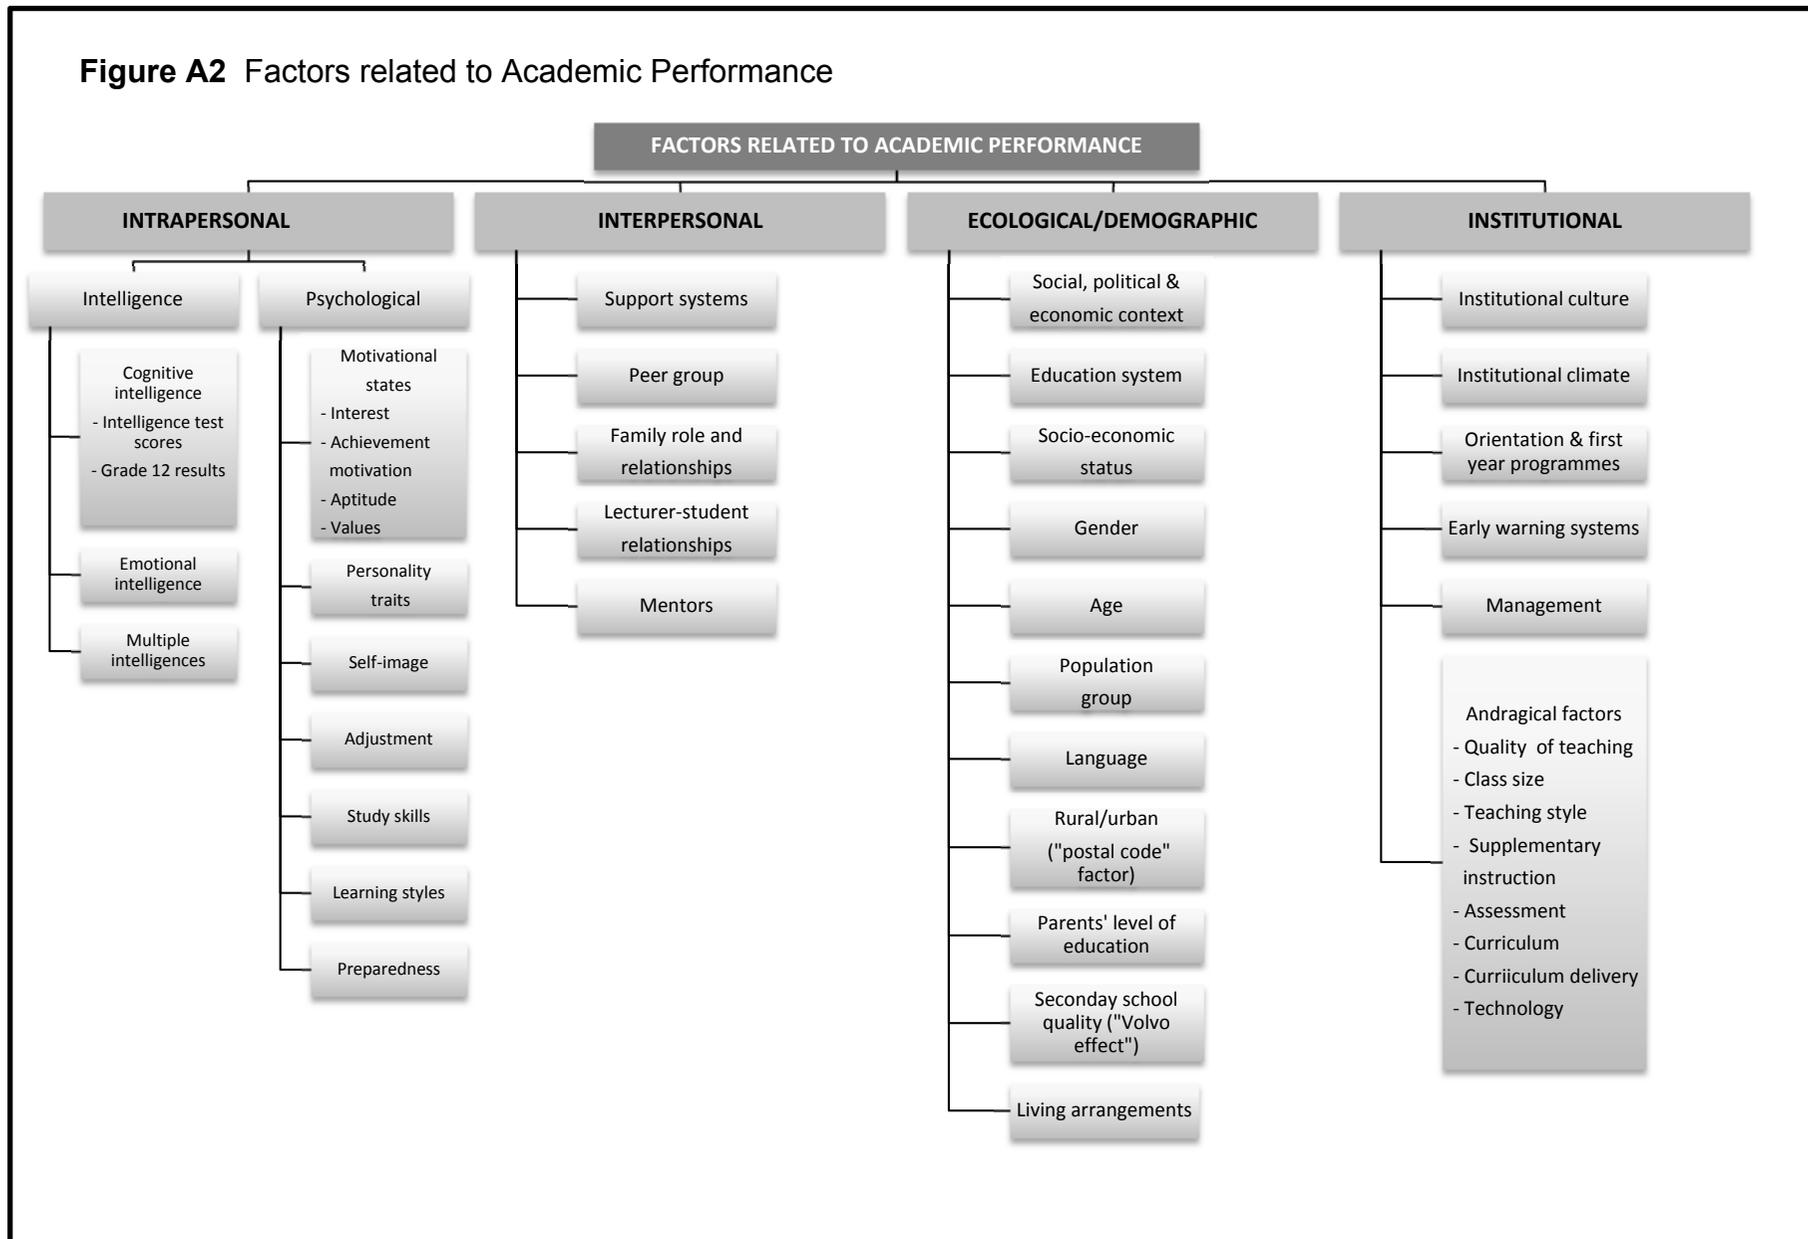 Figure A2 Factors related to Academic Performance
FACTORS RELATED TO ACADEMIC PERFORMANCE
INTRAPERSONAL
Intelligence
Cognitive
intelligence
- Intelligence test
scores
- Grade 12 results
Emotional
intelligence
Multiple
intelligences
Psychological
Motivational
states
- Interest
- Achievement
motivation
- Aptitude
- Values
Personality
traits
Self-image
Adjustment
Study skills
Learning styles
Preparedness
INTERPERSONAL
Support systems
Peer group
Family role and
relationships
Lecturer-student
relationships
Mentors
ECOLOGICAL/DEMOGRAPHIC
Social, political &
economic context
Education system
Socio-economic
status
Gender
Age
Population
group
Language
Rural/urban
("postal code"
factor)
Parents' level of
education
Seconday school
quality ("Volvo
effect")
Living arrangements
INSTITUTIONAL
Institutional culture
Institutional climate
Orientation & first
year programmes
Early warning systems
Management
Andragical factors
- Quality of teaching
- Class size
- Teaching style
- Supplementary
instruction
- Assessment
- Curriculum
- Curriiculum delivery
- Technology